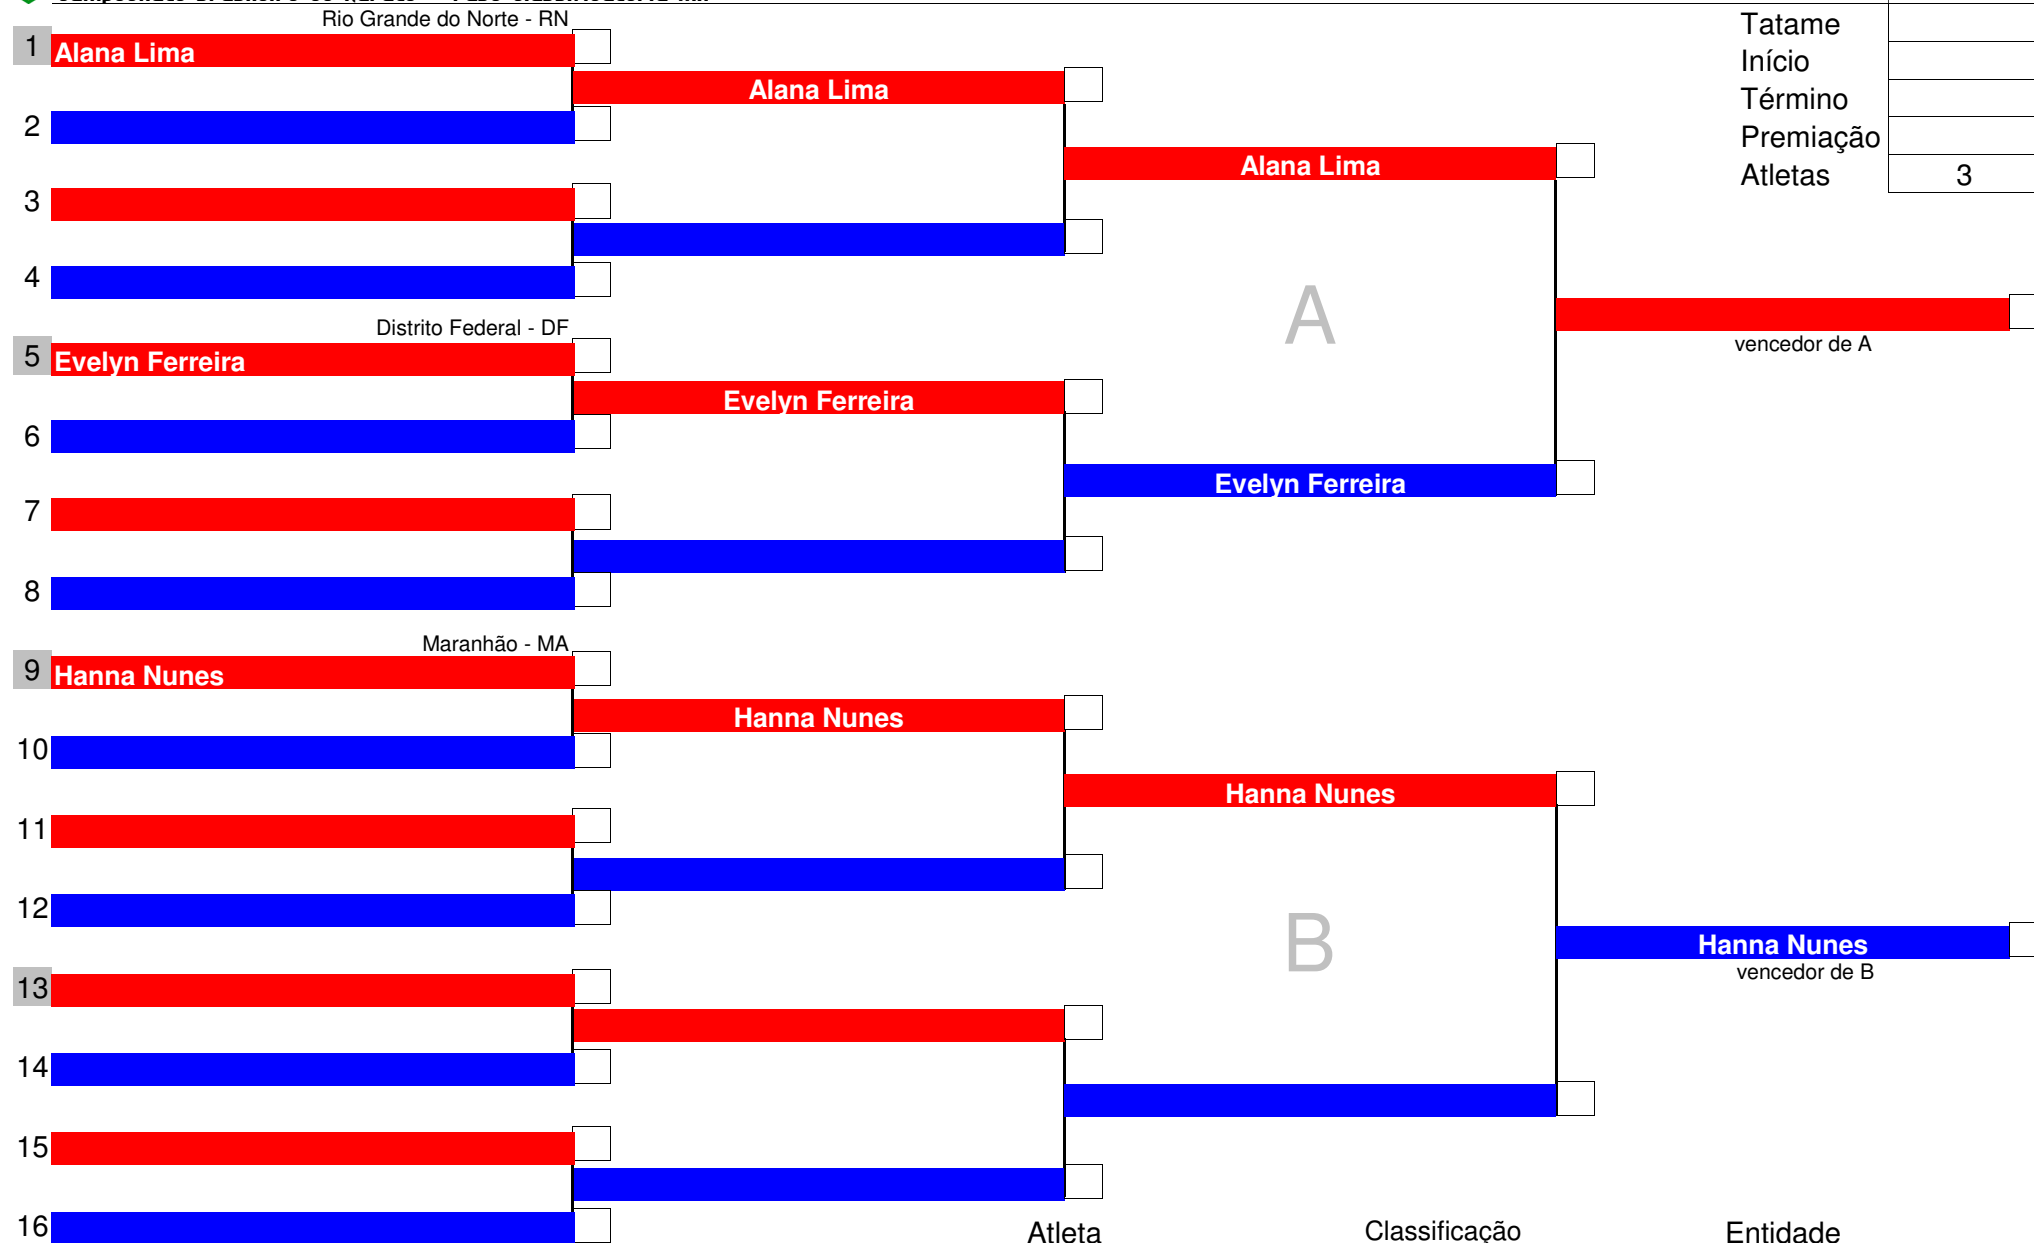 Rio Grande do Norte - RN
Tatame
1 Alana Lima
Início
Alana Lima
Término
2
Premiação
Alana Lima
Atletas 3
3
4
A
Distrito Federal - DF
vencedor de A
5 Evelyn Ferreira
Evelyn Ferreira
6
Evelyn Ferreira
7
8
Maranhão - MA
9 Hanna Nunes
Hanna Nunes
10
Hanna Nunes
11
12
B
Hanna Nunes
vencedor de B
13
14
15
16
Atleta Classificação Entidade